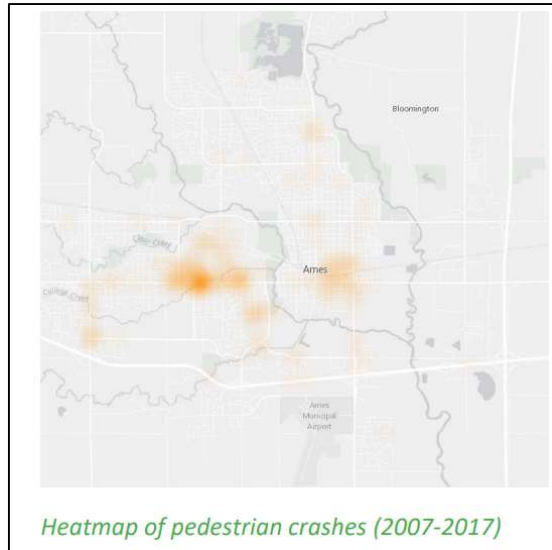 Bloomington
Ames
Ames
Municipal
Airport
Heatmap of pedestrian crashes (2007-2017)